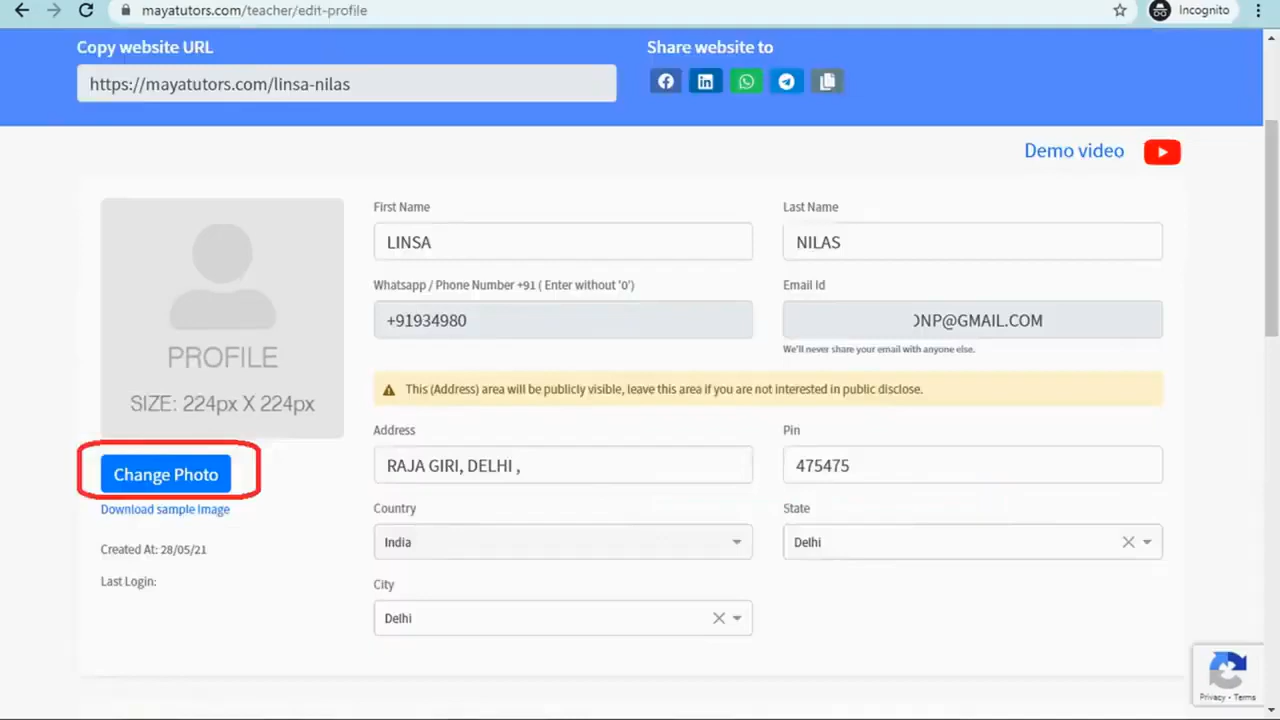 mayatutors.com/teacher/edit-profile
Incognito
Copy website URL
Share website to
https://mayatutors.com/linsa-nilas
Demo video
PROFILE
SIZE: 224px X 224px
Change Photo
Download sample Image
Created At: 28/05/21
Last Login:
First Name
Last Name
LINSA
NILAS
Whatsapp / Phone Number +91 ( Enter without '0')
Email Id
+91934980
NP@GMAIL.COM
We'll never share your email with anyone else.
This (Address) area will be publicly visible, leave this area if you are not interested in public disclose.
Address
Pin
RAJA GIRI, DELHI ,
475475
Country
State
India
Delhi
City
Delhi
Privacy - Terms